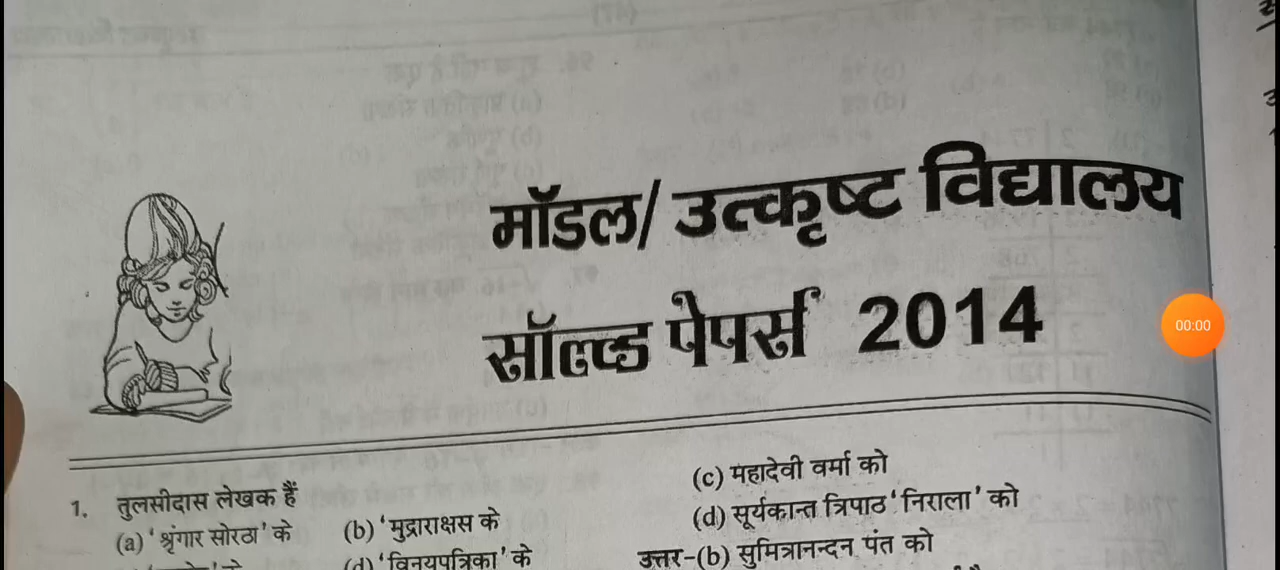 मॉडल/ उत्कृष्ट विद्यालय
सॉल्व्ड पेपर्स 2014
00:00
1. तुलसीदास लेखक हैं
(a) 'श्रृंगार सोरठा' के (b) 'मुद्राराक्षस के
(d) 'विनयपत्रिका' के
(c) महादेवी वर्मा को
(d) सूर्यकान्त त्रिपाठ 'निराला' को
उत्तर-(b) सुमित्रानन्दन पंत को